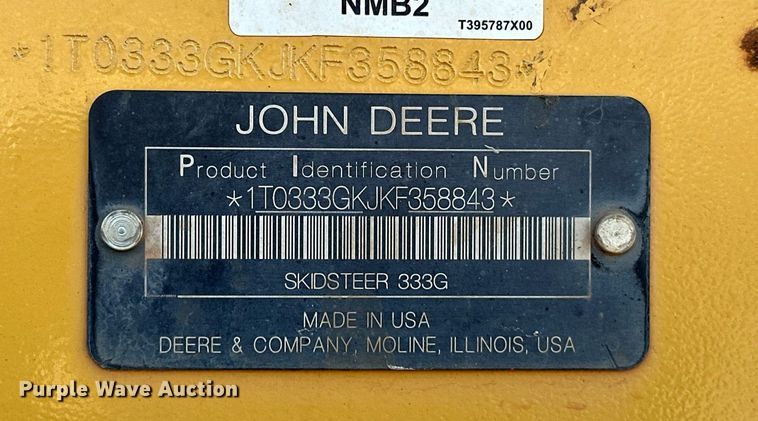 NMB2
T395787X00
*1T0333GKJKF358843*
JOHN DEERE
Product Identification Number
*1T0333GKJKF358843*
SKIDSTEER 333G
MADE IN USA
DEERE & COMPANY, MOLINE, ILLINOIS, USA
Purple Wave Auction